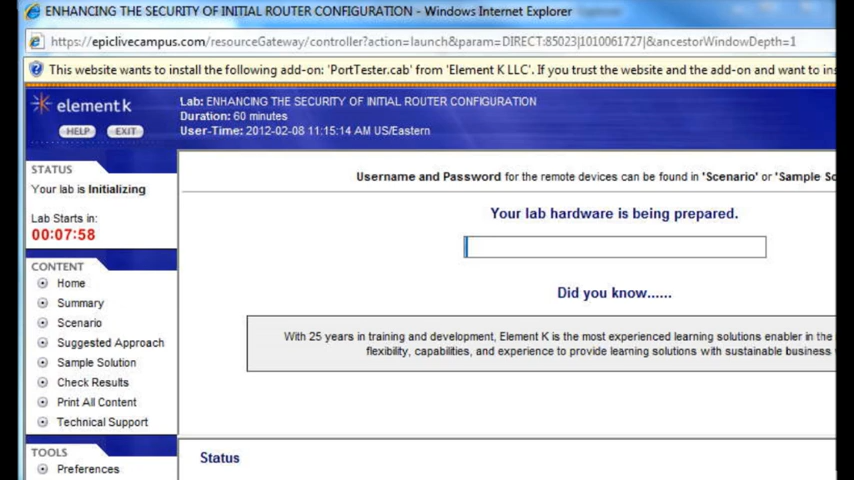 ENHANCING THE SECURITY OF INITIAL ROUTER CONFIGURATION - Windows Internet Explorer
https://epiclivecampus.com/resourceGateway/controller?action=launch&param=DIRECT:85023|1010061727|&ancestorWindowDepth=1
This website wants to install the following add-on: 'PortTester.cab' from 'Element K LLC'. If you trust the website and the add-on and want to ins
element k
HELP EXIT
Lab: ENHANCING THE SECURITY OF INITIAL ROUTER CONFIGURATION
Duration: 60 minutes
User-Time: 2012-02-08 11:15:14 AM US/Eastern
STATUS
Your lab is Initializing
Lab Starts in:
00:07:58
CONTENT
Home
Summary
Scenario
Suggested Approach
Sample Solution
Check Results
Print All Content
Technical Support
TOOLS
Preferences
Username and Password for the remote devices can be found in 'Scenario' or 'Sample So
Your lab hardware is being prepared.
Did you know......
With 25 years in training and development, Element K is the most experienced learning solutions enabler in the
flexibility, capabilities, and experience to provide learning solutions with sustainable business
Status